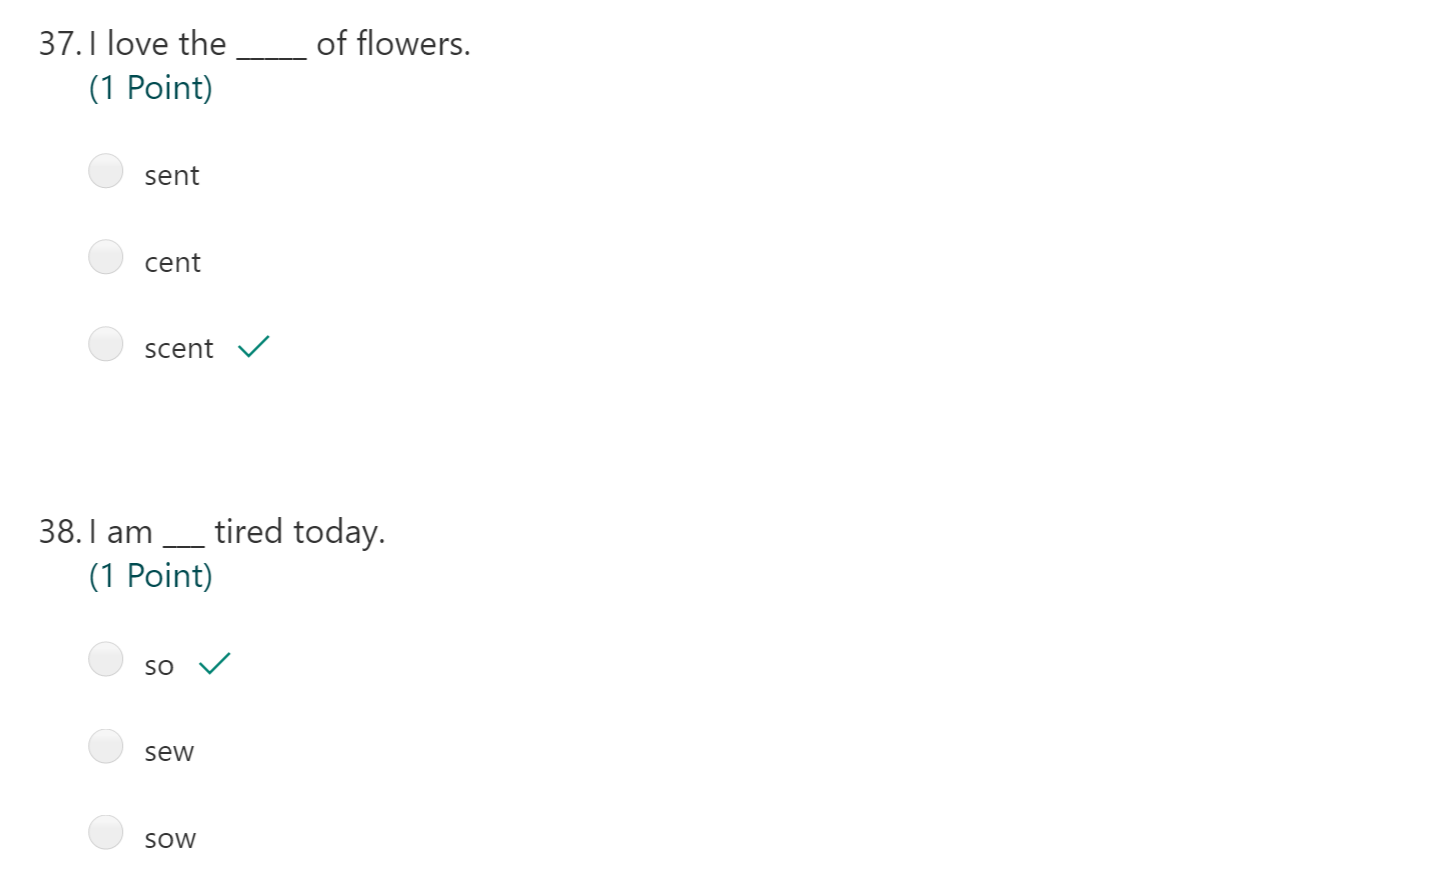 37. I love the _____ of flowers.
(1 Point)
sent
cent
scent
38. I am ___ tired today.
(1 Point)
so
sew
sow